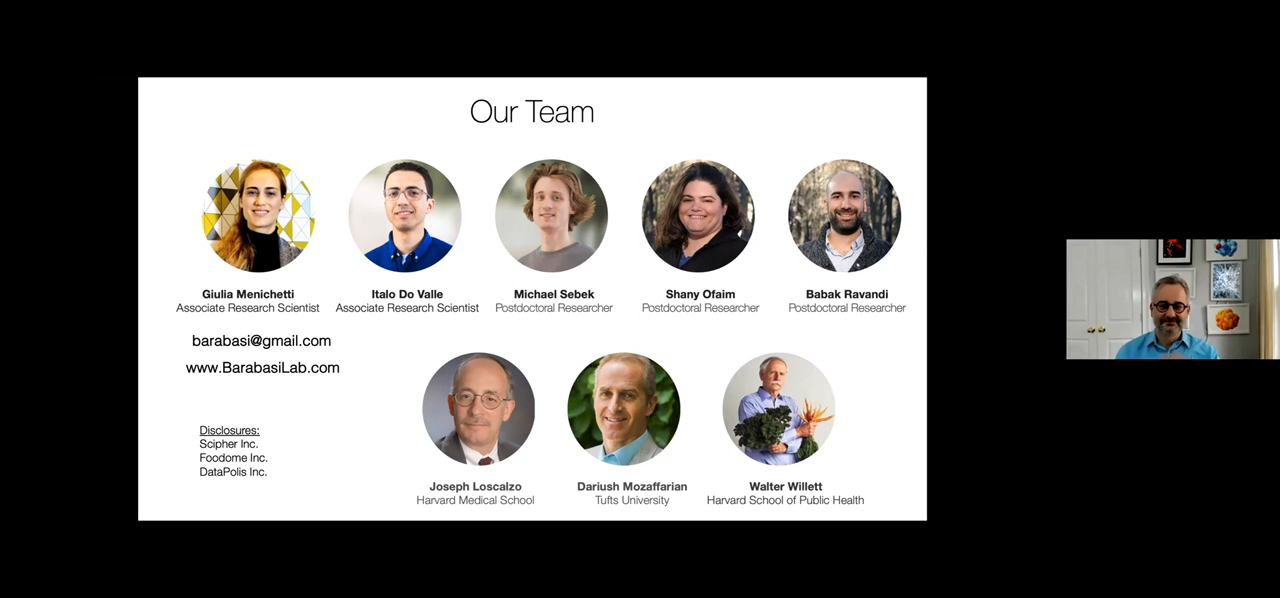 Our Team
Giulia Menichetti
Associate Research Scientist
Italo Do Valle
Associate Research Scientist
Michael Sebek
Postdoctoral Researcher
Shany Ofaim
Postdoctoral Researcher
Babak Ravandi
Postdoctoral Researcher
barabasi@gmail.com
www.BarabasiLab.com
Disclosures:
Scipher Inc.
Foodome Inc.
DataPolis Inc.
Joseph Loscalzo
Harvard Medical School
Dariush Mozaffarian
Tufts University
Walter Willett
Harvard School of Public Health